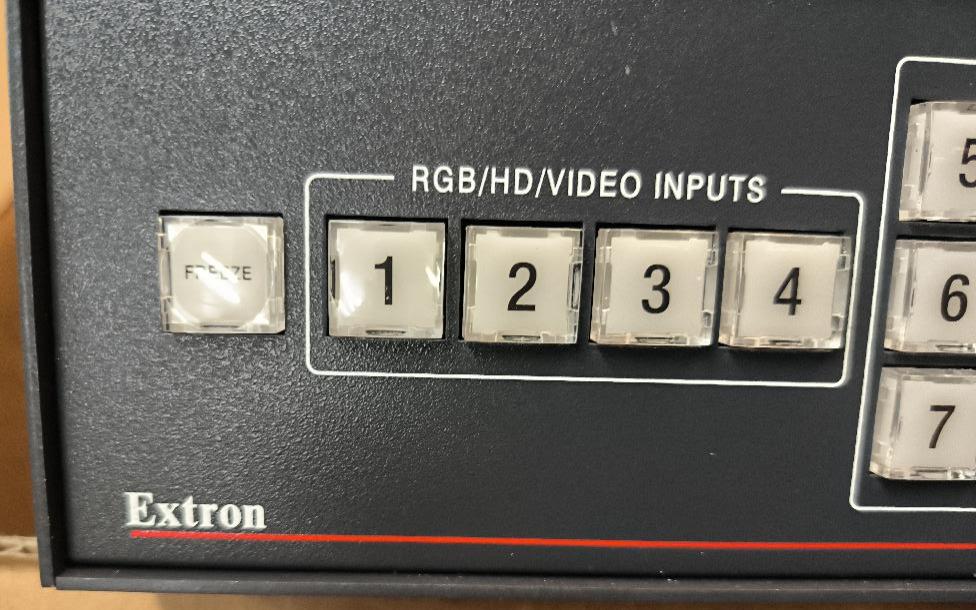 RGB/HD/VIDEO INPUTS
FREEZE
1 2 3 4
5
6
7
Extron